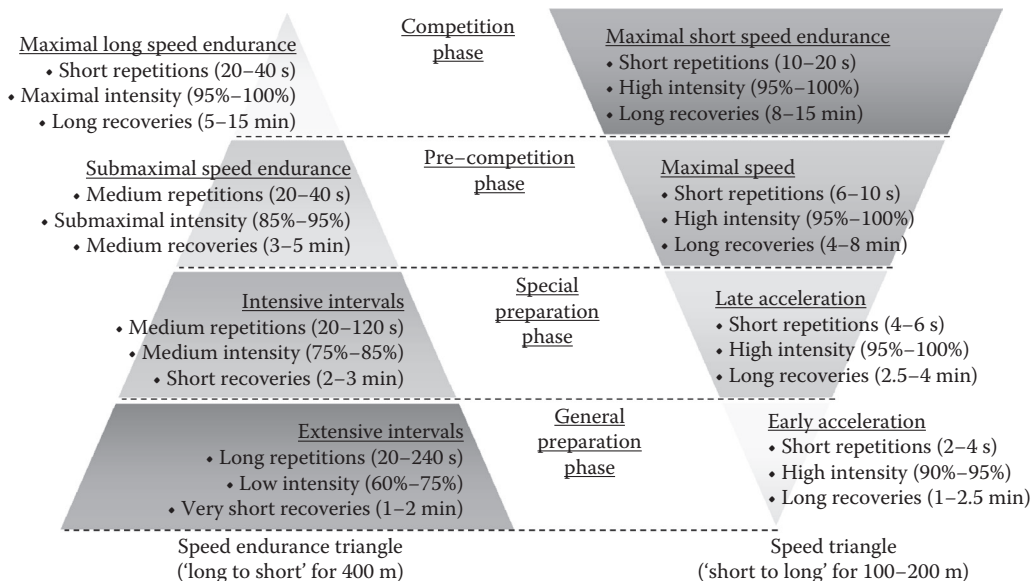 Maximal long speed endurance
• Short repetitions (20–40 s)
• Maximal intensity (95%–100%)
• Long recoveries (5–15 min)
Competition
phase
Maximal short speed endurance
• Short repetitions (10–20 s)
• High intensity (95%–100%)
• Long recoveries (8–15 min)
Submaximal speed endurance
• Medium repetitions (20–40 s)
• Submaximal intensity (85%–95%)
• Medium recoveries (3–5 min)
Pre–competition
phase
Maximal speed
• Short repetitions (6–10 s)
• High intensity (95%–100%)
• Long recoveries (4–8 min)
Intensive intervals
• Medium repetitions (20–120 s)
• Medium intensity (75%–85%)
• Short recoveries (2–3 min)
Special
preparation
phase
Late acceleration
• Short repetitions (4–6 s)
• High intensity (95%–100%)
• Long recoveries (2.5–4 min)
Extensive intervals
• Long repetitions (20–240 s)
• Low intensity (60%–75%)
• Very short recoveries (1–2 min)
General
preparation
phase
Early acceleration
• Short repetitions (2–4 s)
• High intensity (90%–95%)
• Long recoveries (1–2.5 min)
Speed endurance triangle
(‘long to short’ for 400 m)
Speed triangle
(‘short to long’ for 100–200 m)